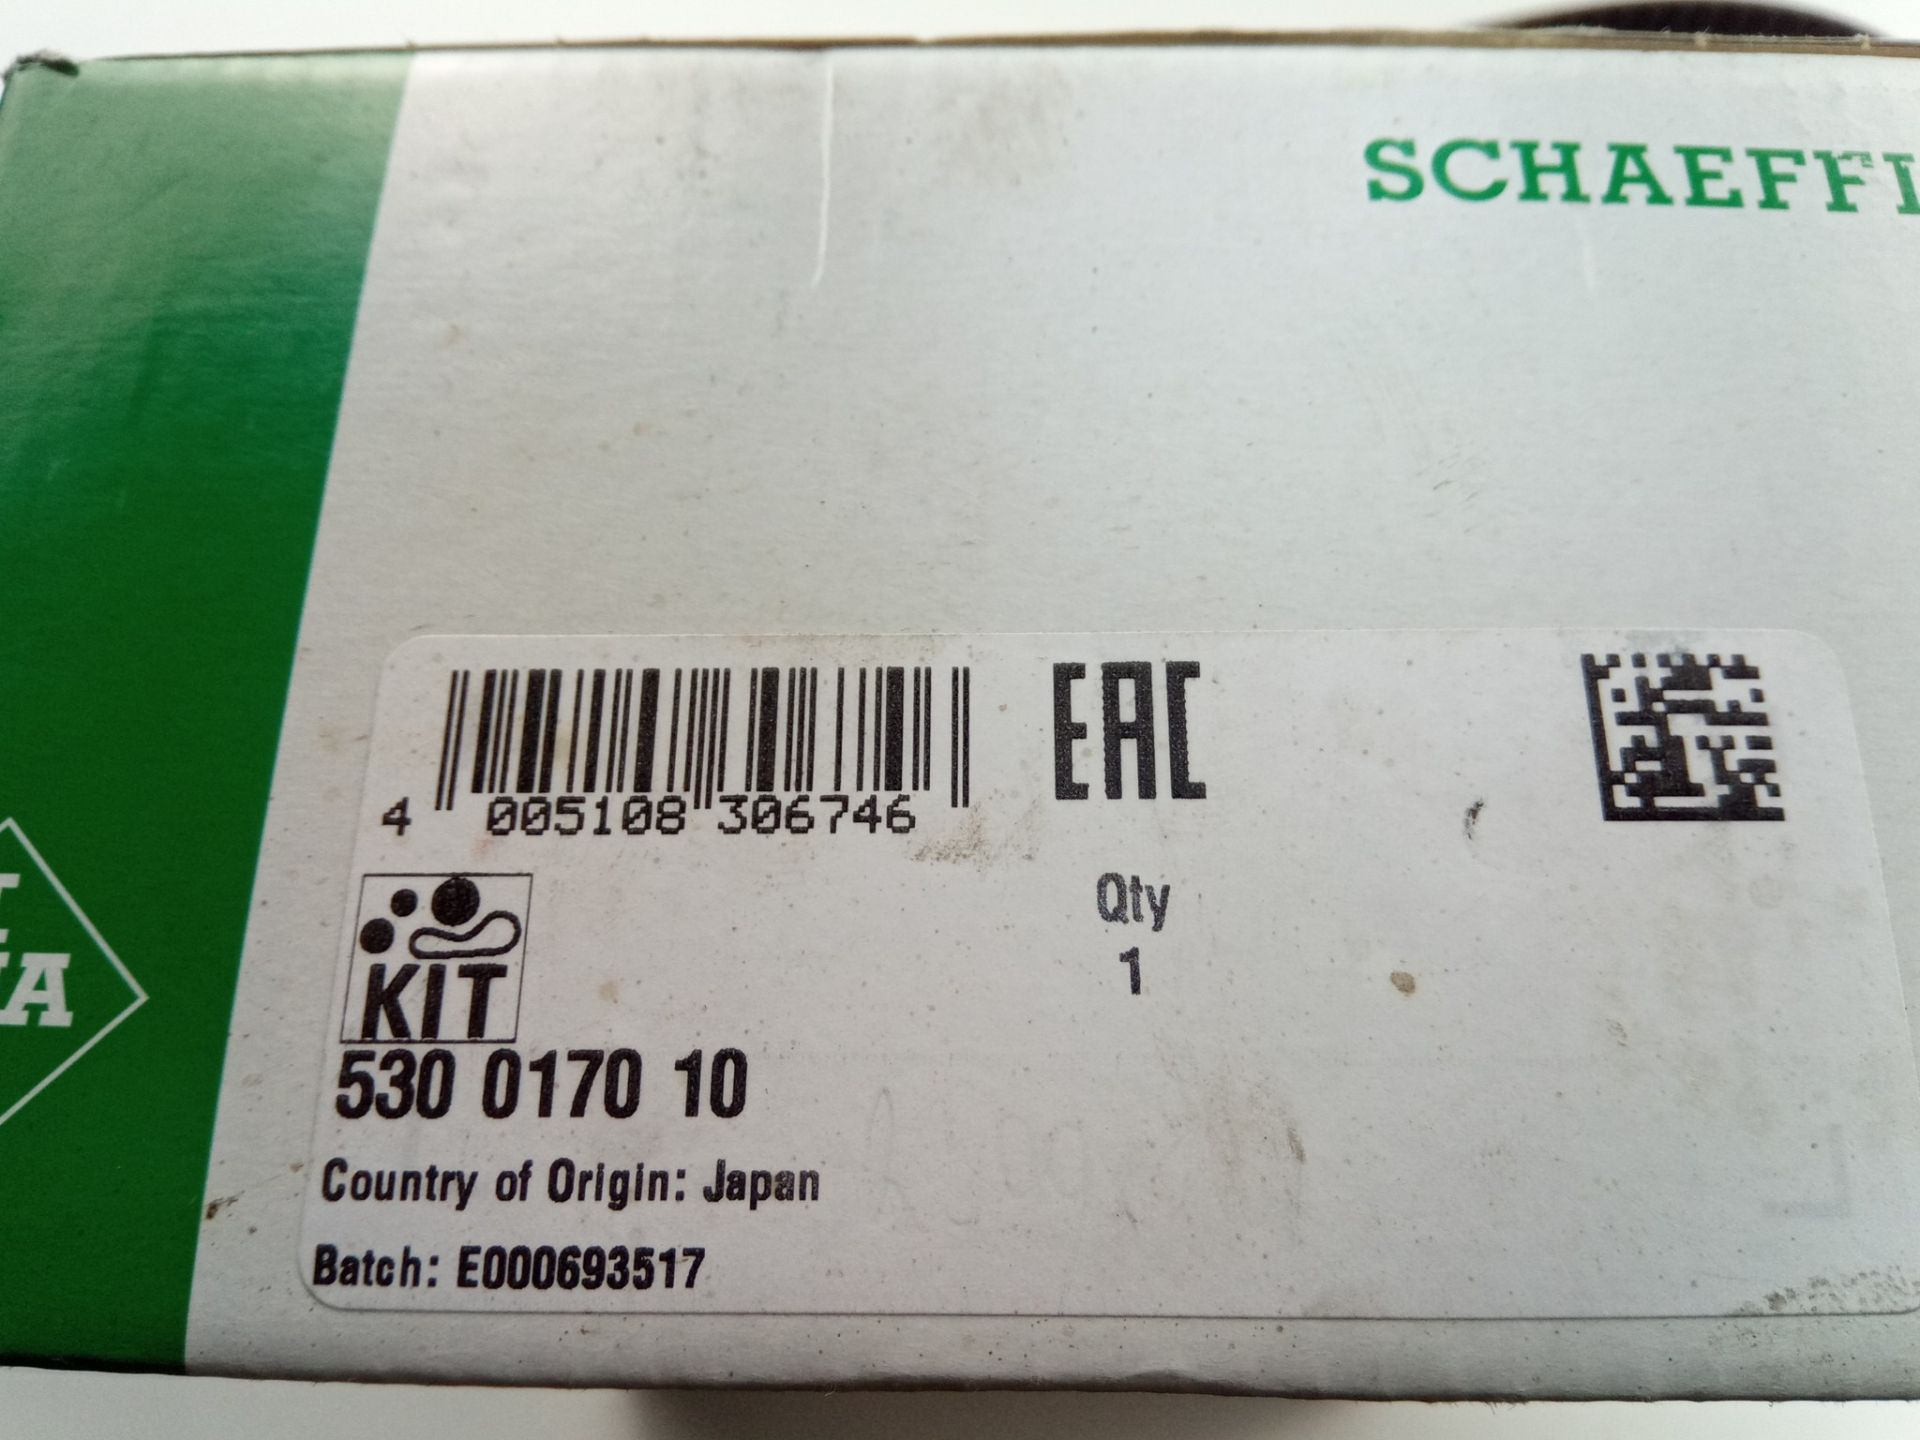 SCHAEFFL
4 005108 306746
EAC
Qty
1
KIT
530 0170 10
Country of Origin: Japan
Batch: E000693517